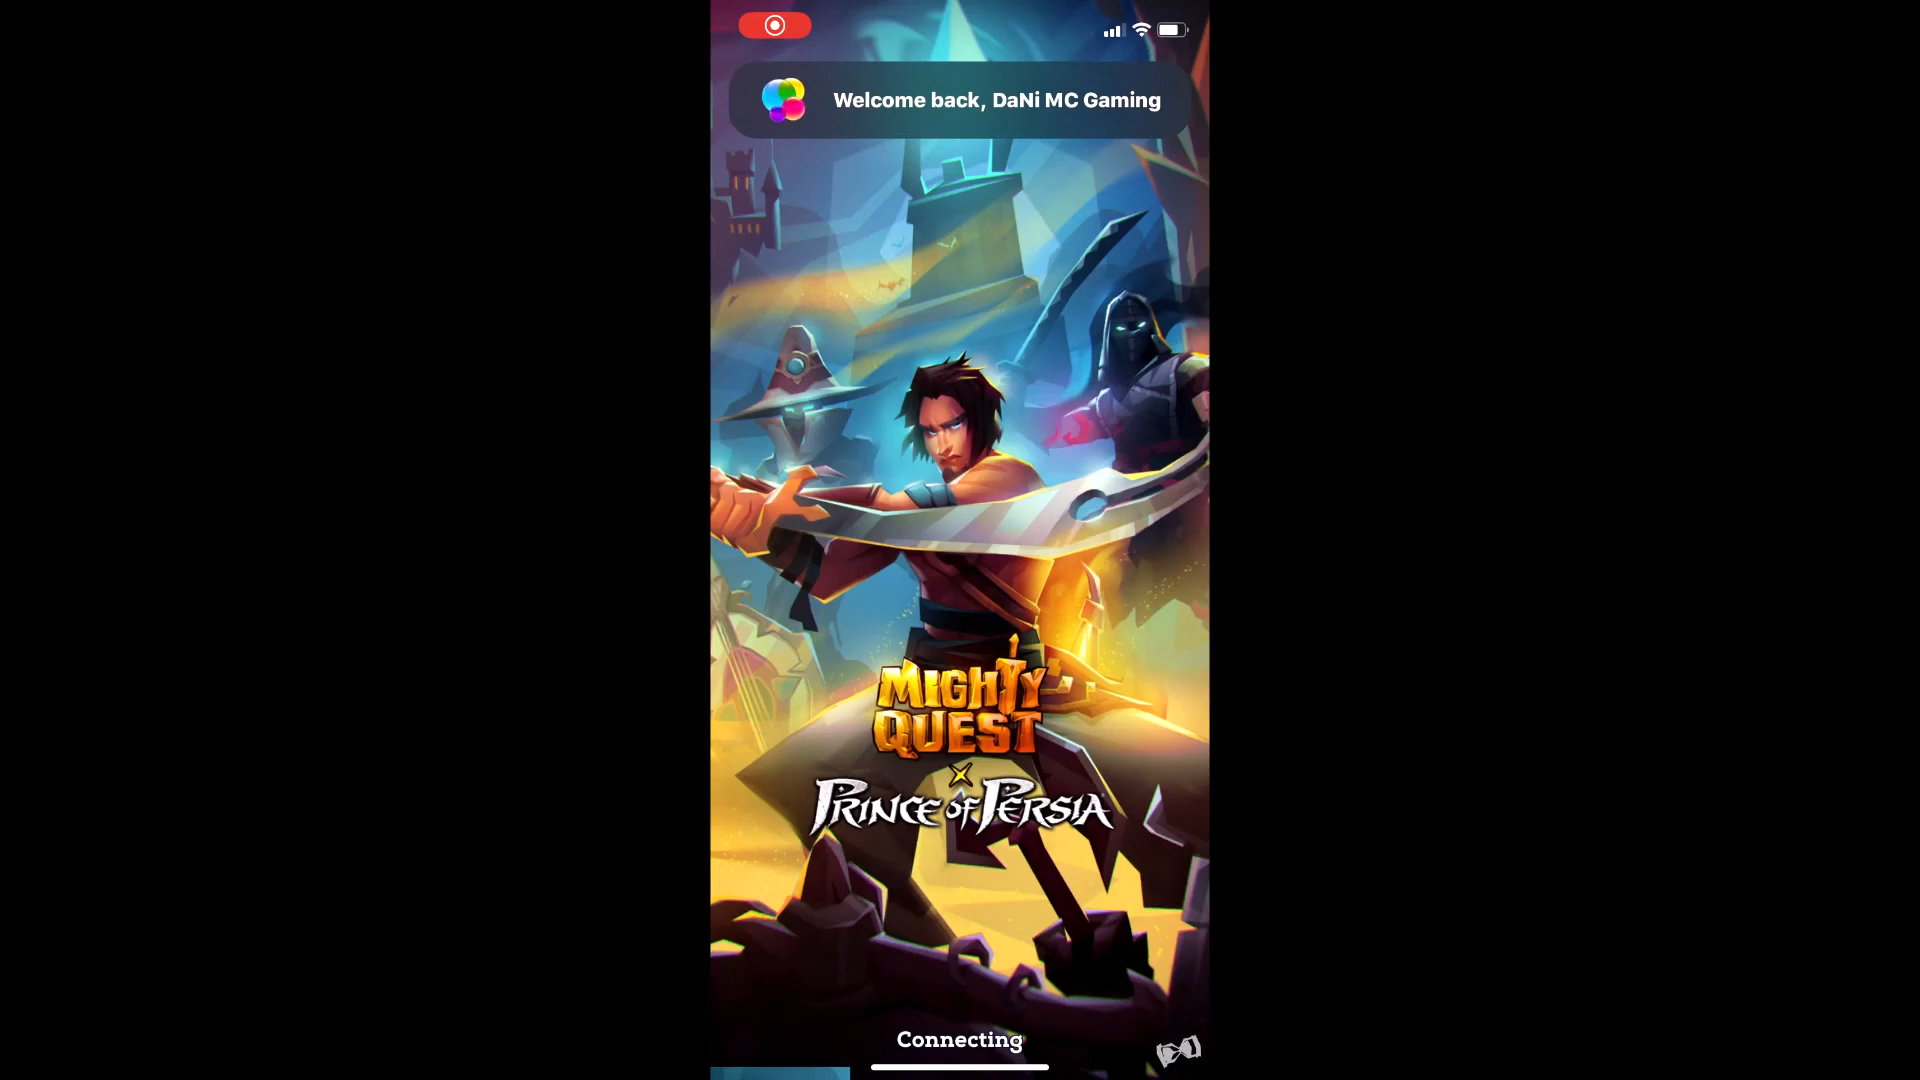 Welcome back, DaNi MC Gaming
MIGHTY
QUEST
X
PRINCE OF PERSIA
Connecting